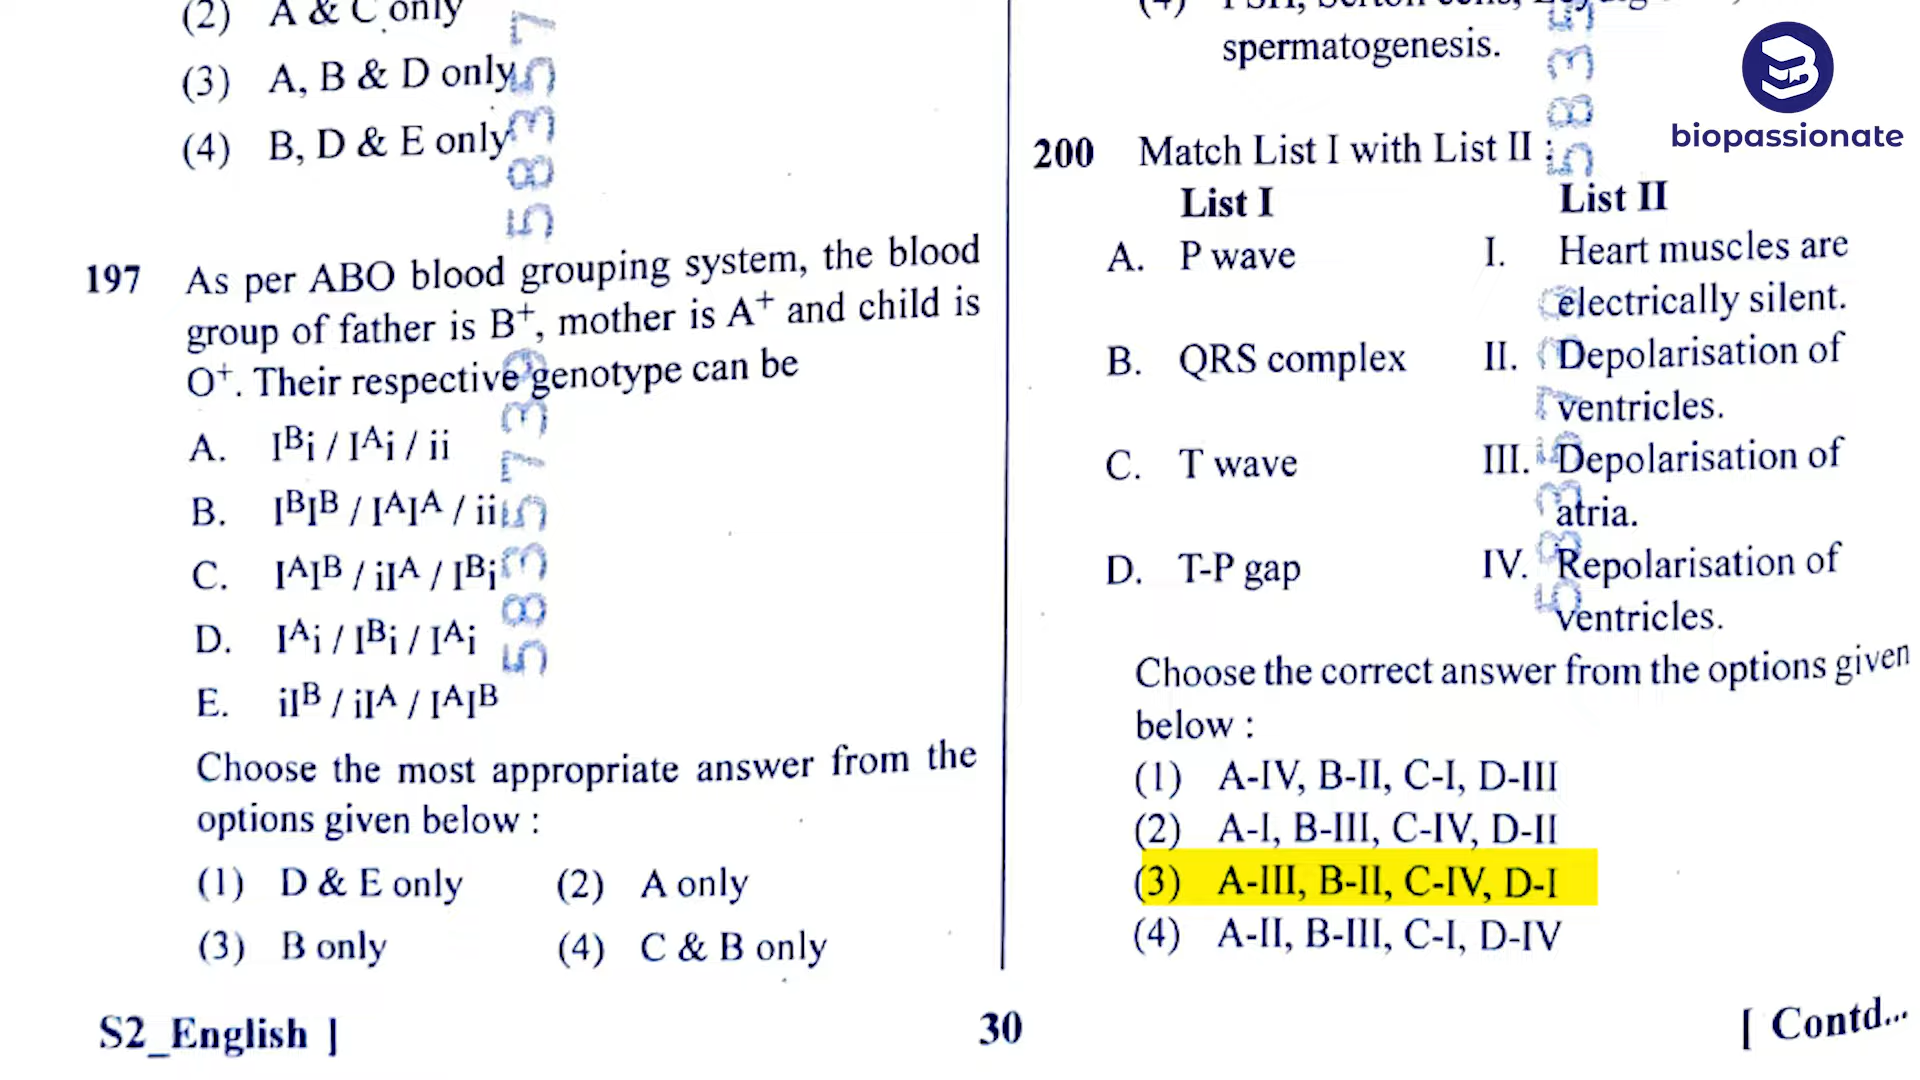 (2) A & C only
(3) A, B & D only
(4) B, D & E only
197 As per ABO blood grouping system, the blood
group of father is B⁺, mother is A⁺ and child is
O⁺. Their respective genotype can be
A. Iᴮi / Iᴬi / ii
B. IᴮIᴮ / IᴬIᴬ / ii
C. IᴬIᴮ / iIᴬ / Iᴮi
D. Iᴬi / Iᴮi / Iᴬi
E. iIᴮ / iIᴬ / IᴬIᴮ
Choose the most appropriate answer from the
options given below :
(1) D & E only (2) A only
(3) B only (4) C & B only
S2_English ]
30
spermatogenesis.
200 Match List I with List II :
List I List II
A. P wave I. Heart muscles are
electrically silent.
B. QRS complex II. Depolarisation of
ventricles.
C. T wave III. Depolarisation of
atria.
D. T-P gap IV. Repolarisation of
ventricles.
Choose the correct answer from the options given
below :
(1) A-IV, B-II, C-I, D-III
(2) A-I, B-III, C-IV, D-II
(3) A-III, B-II, C-IV, D-I
(4) A-II, B-III, C-I, D-IV
[ Contd...
biopassionate